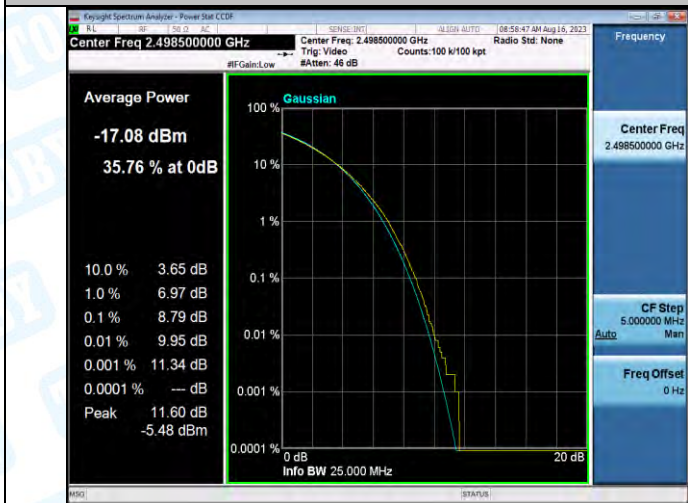 Keysight Spectrum Analyzer - Power Stat CCDF
RL RF 50 Ω AC SENSE:INT ALIGN AUTO 08:58:47 AM Aug 16, 2023
Center Freq 2.498500000 GHz
Center Freq: 2.498500000 GHz Radio Std: None
Trig: Video Counts:100 k/100 kpt
#IFGain:Low #Atten: 46 dB
Frequency
Average Power
-17.08 dBm
35.76 % at 0dB
10.0 % 3.65 dB
1.0 % 6.97 dB
0.1 % 8.79 dB
0.01 % 9.95 dB
0.001 % 11.34 dB
0.0001 % --- dB
Peak 11.60 dB
-5.48 dBm
Gaussian
100 %
10 %
1 %
0.1 %
0.01 %
0.001 %
0.0001 %
0 dB 20 dB
Info BW 25.000 MHz
Center Freq
2.498500000 GHz
CF Step
5.000000 MHz
Auto Man
Freq Offset
0 Hz
MSG STATUS